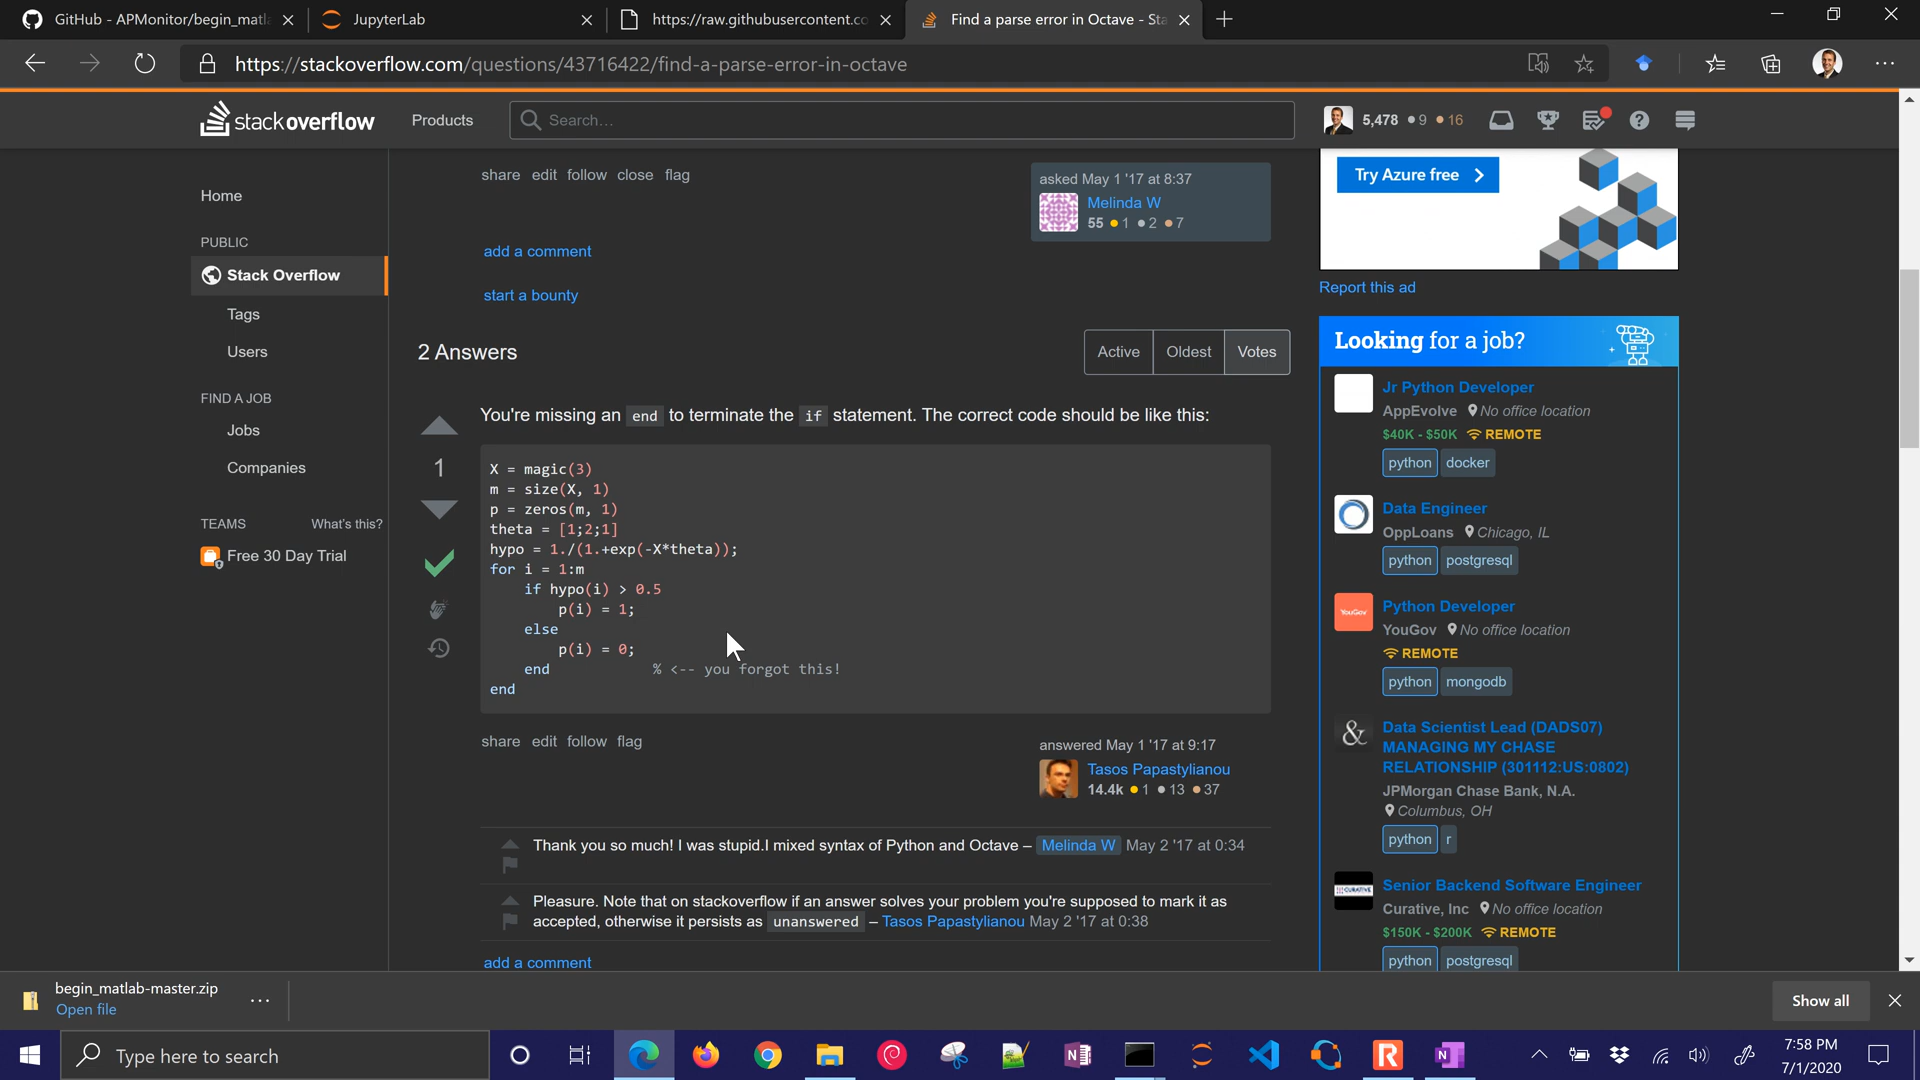 GitHub - APMonitor/begin_matla
JupyterLab
https://raw.githubusercontent.co
Find a parse error in Octave - Sta
https://stackoverflow.com/questions/43716422/find-a-parse-error-in-octave
stackoverflow
Products
Search…
5,478 9 16
Home
PUBLIC
Stack Overflow
Tags
Users
FIND A JOB
Jobs
Companies
TEAMS What's this?
Free 30 Day Trial
share edit follow close flag
asked May 1 '17 at 8:37
Melinda W
55 1 2 7
add a comment
start a bounty
2 Answers
Active Oldest Votes
1
You're missing an end to terminate the if statement. The correct code should be like this:
X = magic(3)
m = size(X, 1)
p = zeros(m, 1)
theta = [1;2;1]
hypo = 1./(1.+exp(-X*theta));
for i = 1:m
if hypo(i) > 0.5
p(i) = 1;
else
p(i) = 0;
end % <-- you forgot this!
end
share edit follow flag
answered May 1 '17 at 9:17
Tasos Papastylianou
14.4k 1 13 37
Thank you so much! I was stupid.I mixed syntax of Python and Octave – Melinda W May 2 '17 at 0:34
Pleasure. Note that on stackoverflow if an answer solves your problem you're supposed to mark it as
accepted, otherwise it persists as unanswered – Tasos Papastylianou May 2 '17 at 0:38
add a comment
Try Azure free
Report this ad
Looking for a job?
Jr Python Developer
AppEvolve No office location
$40K - $50K REMOTE
python docker
Data Engineer
OppLoans Chicago, IL
python postgresql
YouGov
Python Developer
YouGov No office location
REMOTE
python mongodb
&
Data Scientist Lead (DADS07)
MANAGING MY CHASE
RELATIONSHIP (301112:US:0802)
JPMorgan Chase Bank, N.A.
Columbus, OH
python r
CURATIVE
Senior Backend Software Engineer
Curative, Inc No office location
$150K - $200K REMOTE
python postgresql
begin_matlab-master.zip
Open file
Show all
Type here to search
7:58 PM
7/1/2020